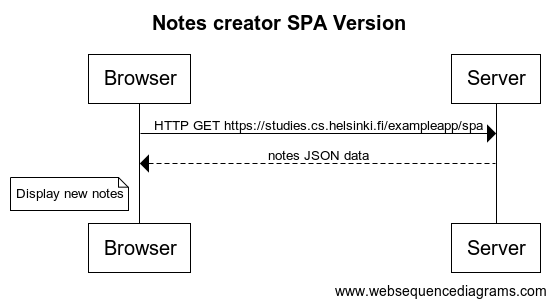 Notes creator SPA Version
Browser
Server
HTTP GET https://studies.cs.helsinki.fi/exampleapp/spa
notes JSON data
Display new notes
Browser
Server
www.websequencediagrams.com